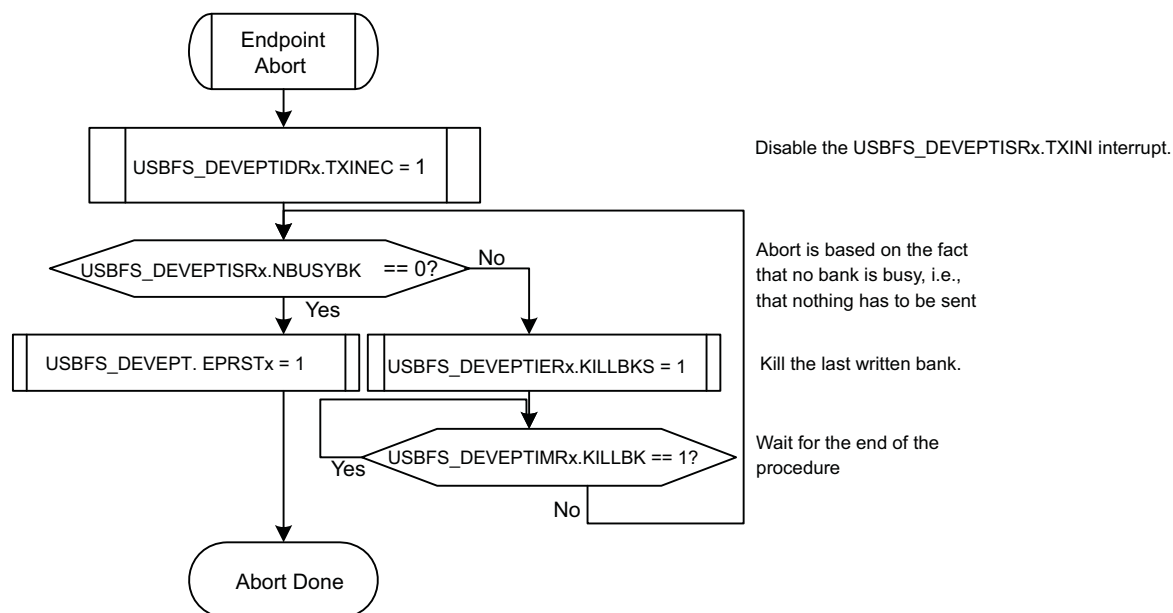 Endpoint
Abort
USBFS_DEVEPTIDRx.TXINEC = 1
Disable the USBFS_DEVEPTISRx.TXINI interrupt.
USBFS_DEVEPTISRx.NBUSYBK == 0?
No
Yes
Abort is based on the fact
that no bank is busy, i.e.,
that nothing has to be sent
USBFS_DEVEPT. EPRSTx = 1
USBFS_DEVEPTIERx.KILLBKS = 1
Kill the last written bank.
Yes
USBFS_DEVEPTIMRx.KILLBK == 1?
No
Wait for the end of the
procedure
Abort Done